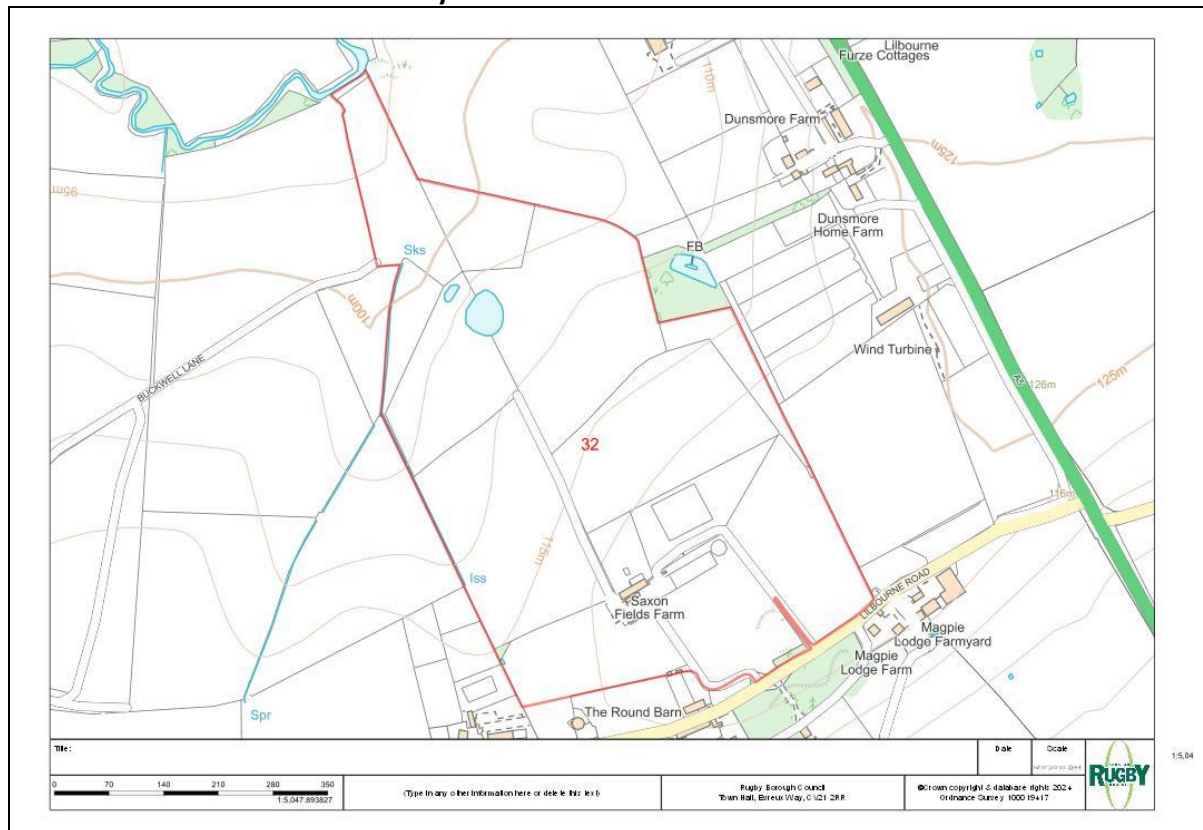 Lilbourne
Furze Cottages
110m
Dunsmore Farm
125m
95m
Dunsmore
Home Farm
Sks
FB
100m
Wind Turbine
BUCKWELL LANE
A5
126m
125m
32
116m
115m
Iss
LILBOURNE ROAD
Saxon
Fields Farm
Magpie
Lodge Farmyard
Magpie
Lodge Farm
Spr
The Round Barn
Title:
Date
Scale
0 70 140 210 280 350
1:5,047.893827
(Type in any other information here or delete this text)
Rugby Borough Council
Town Hall, Evreux Way, CV21 2RR
©Crown copyright & database rights 2024
Ordnance Survey 100019417
RUGBY
1:5,04